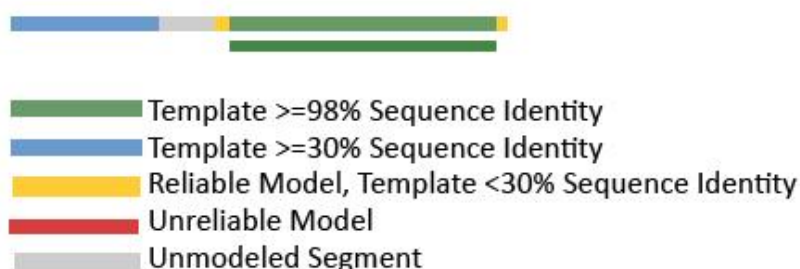 Template >=98% Sequence Identity
Template >=30% Sequence Identity
Reliable Model, Template <30% Sequence Identity
Unreliable Model
Unmodeled Segment